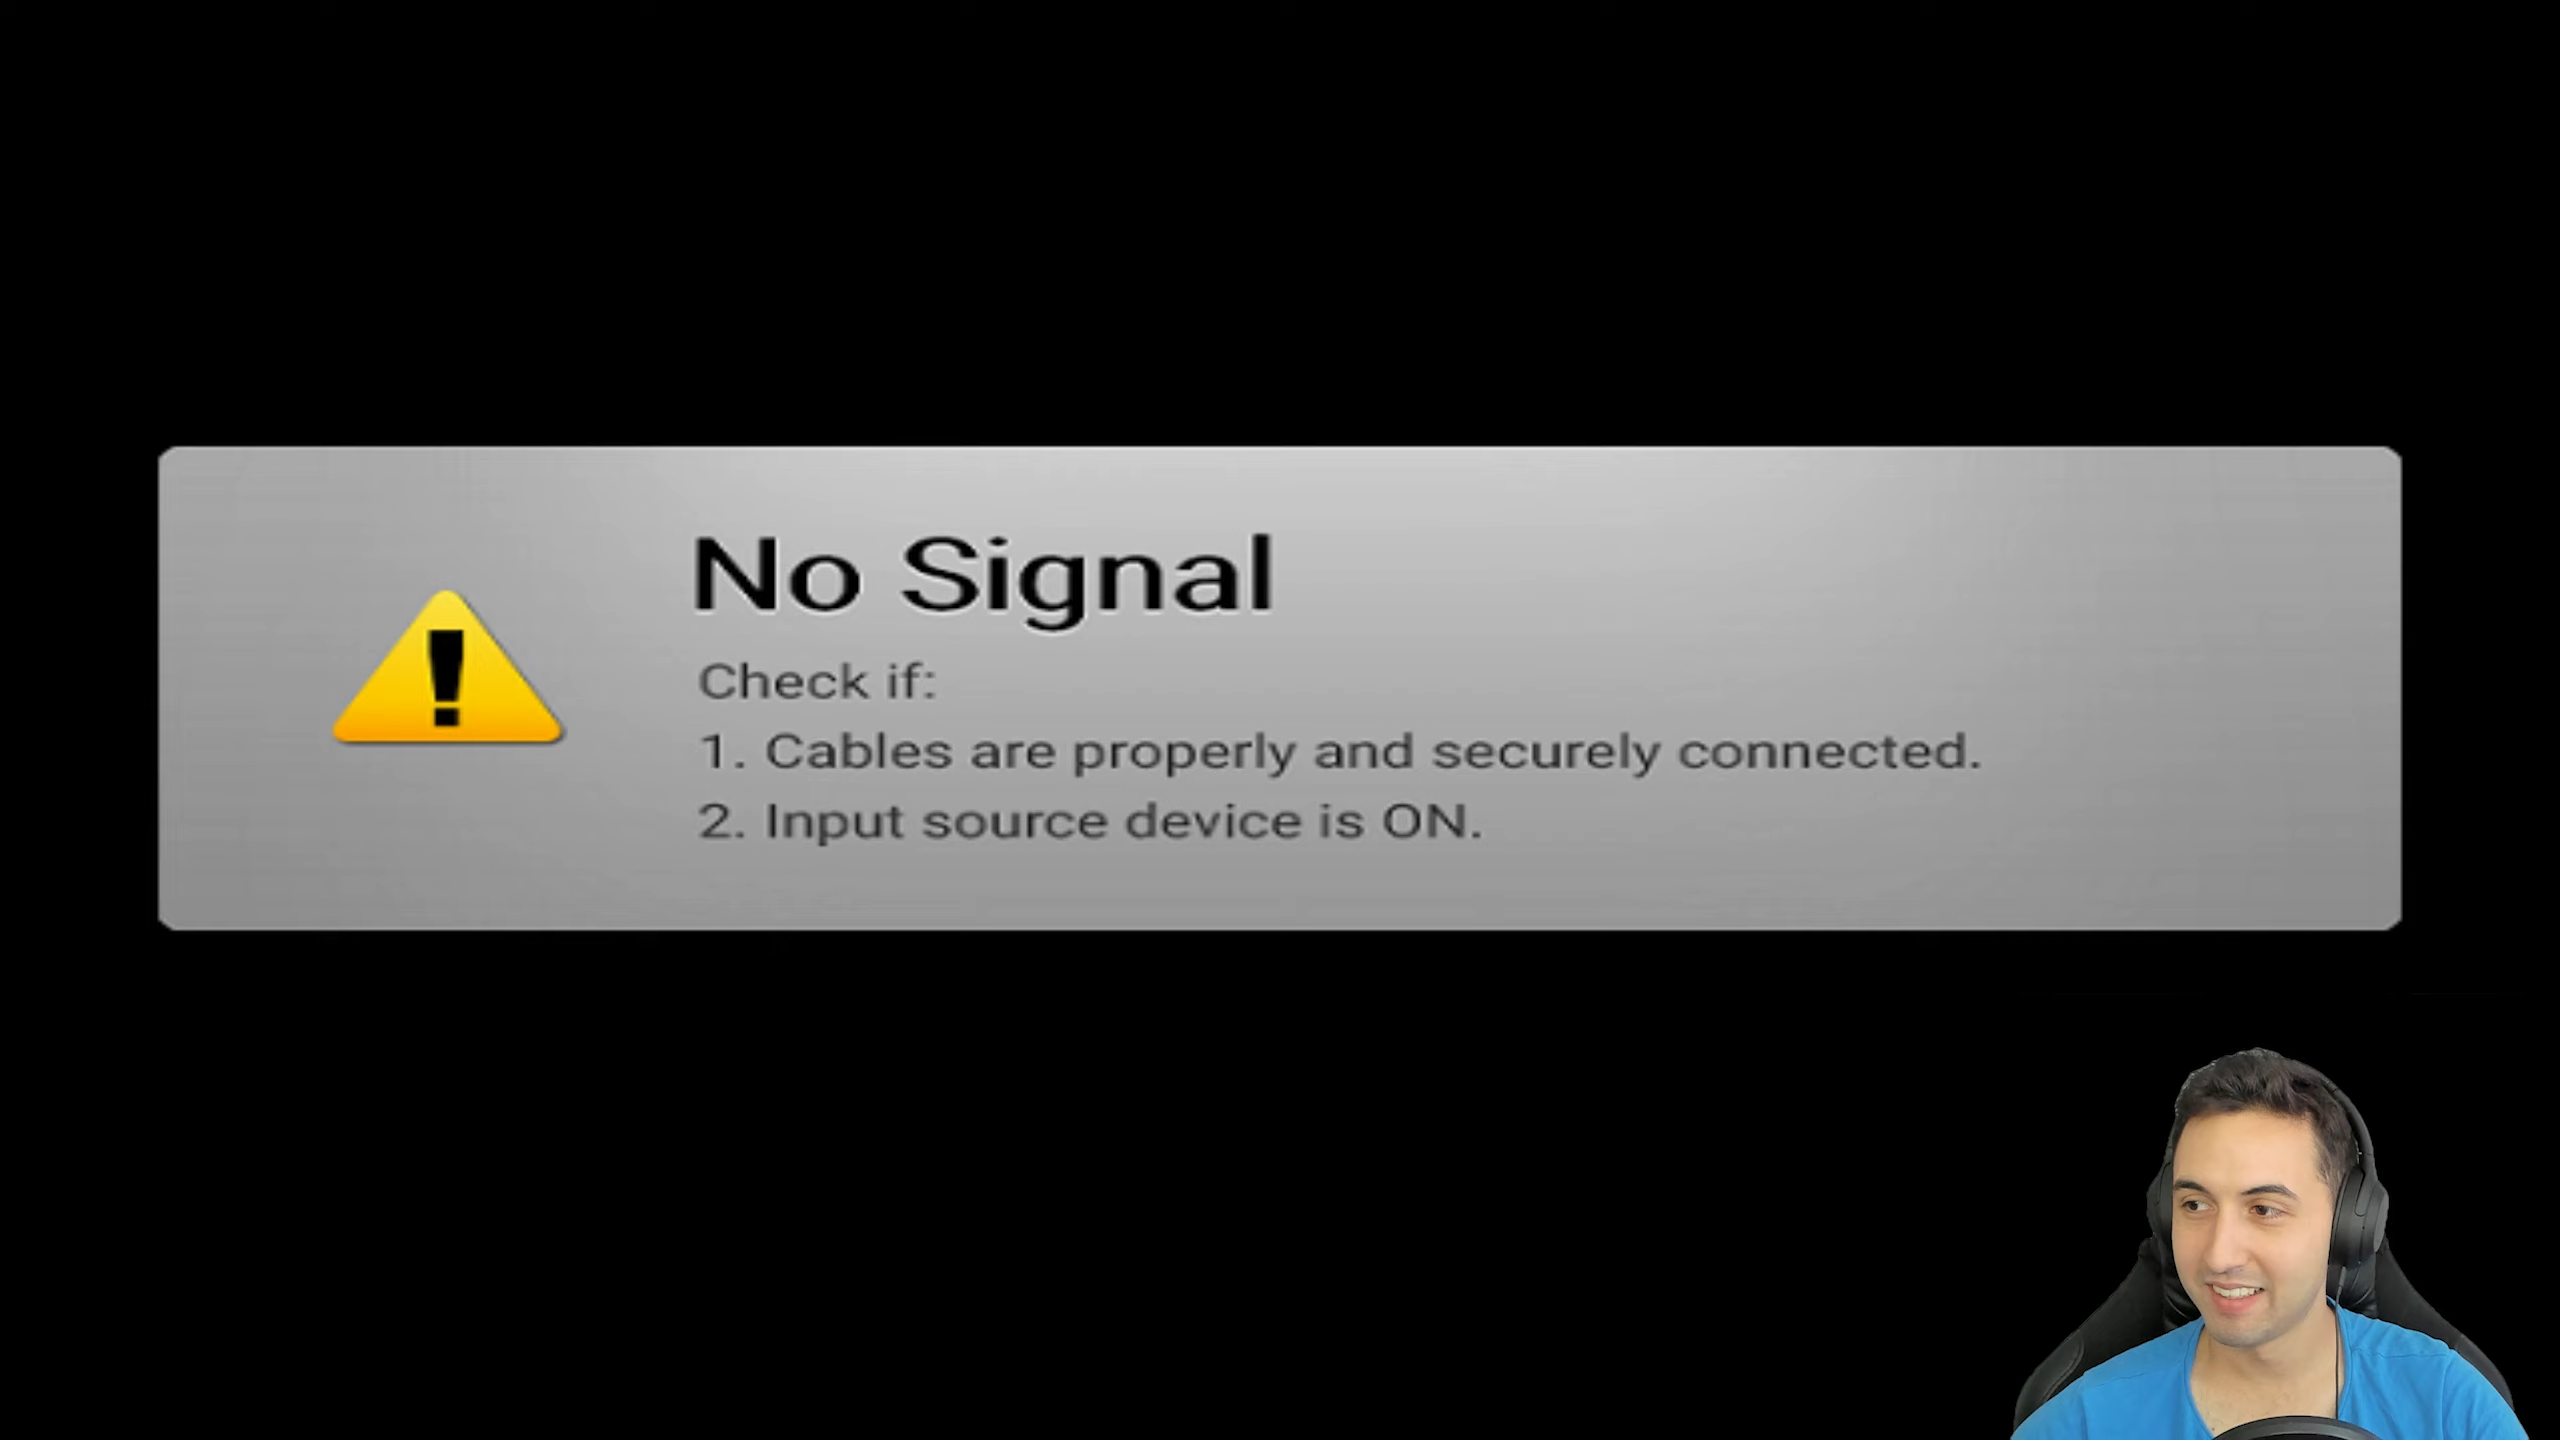 No Signal
Check if:
1. Cables are properly and securely connected.
2. Input source device is ON.